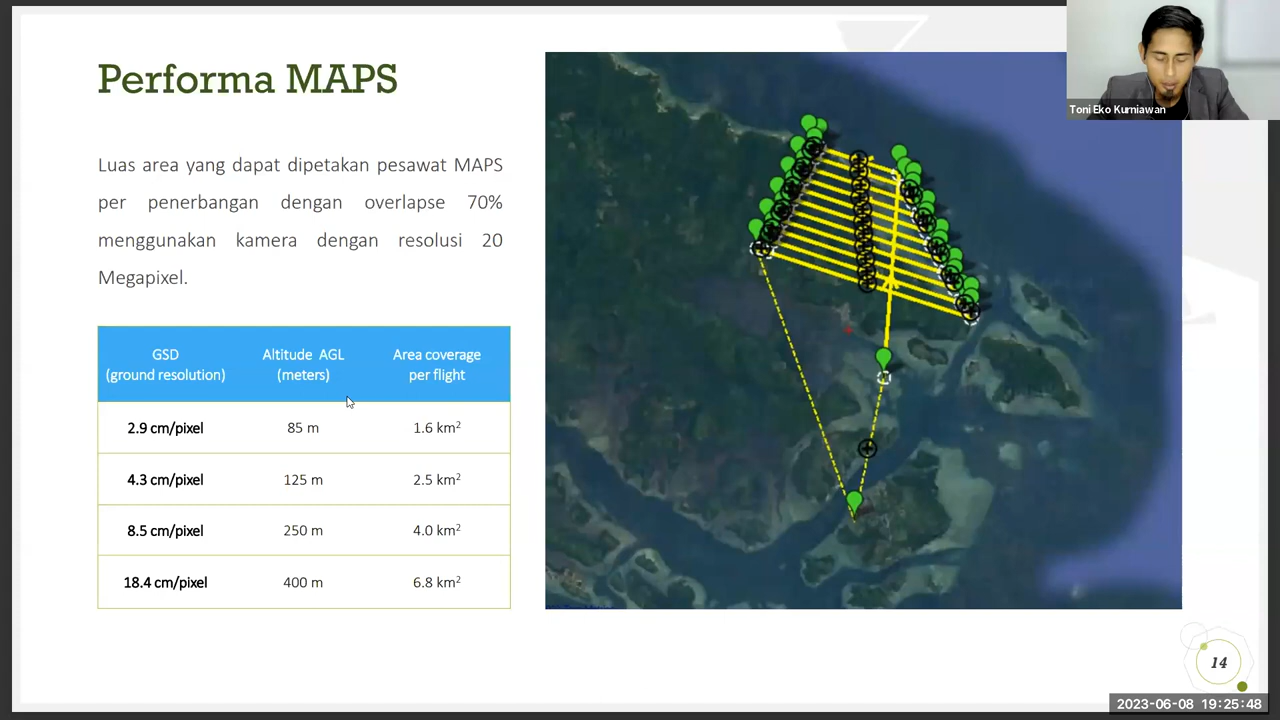 Performa MAPS
Luas area yang dapat dipetakan pesawat MAPS
per penerbangan dengan overlapse 70%
menggunakan kamera dengan resolusi 20
Megapixel.
GSD
(ground resolution)
Altitude AGL
(meters)
Area coverage
per flight
2.9 cm/pixel
85 m
1.6 km²
4.3 cm/pixel
125 m
2.5 km²
8.5 cm/pixel
250 m
4.0 km²
18.4 cm/pixel
400 m
6.8 km²
Toni Eko Kurniawan
14
2023-06-08 19:25:48